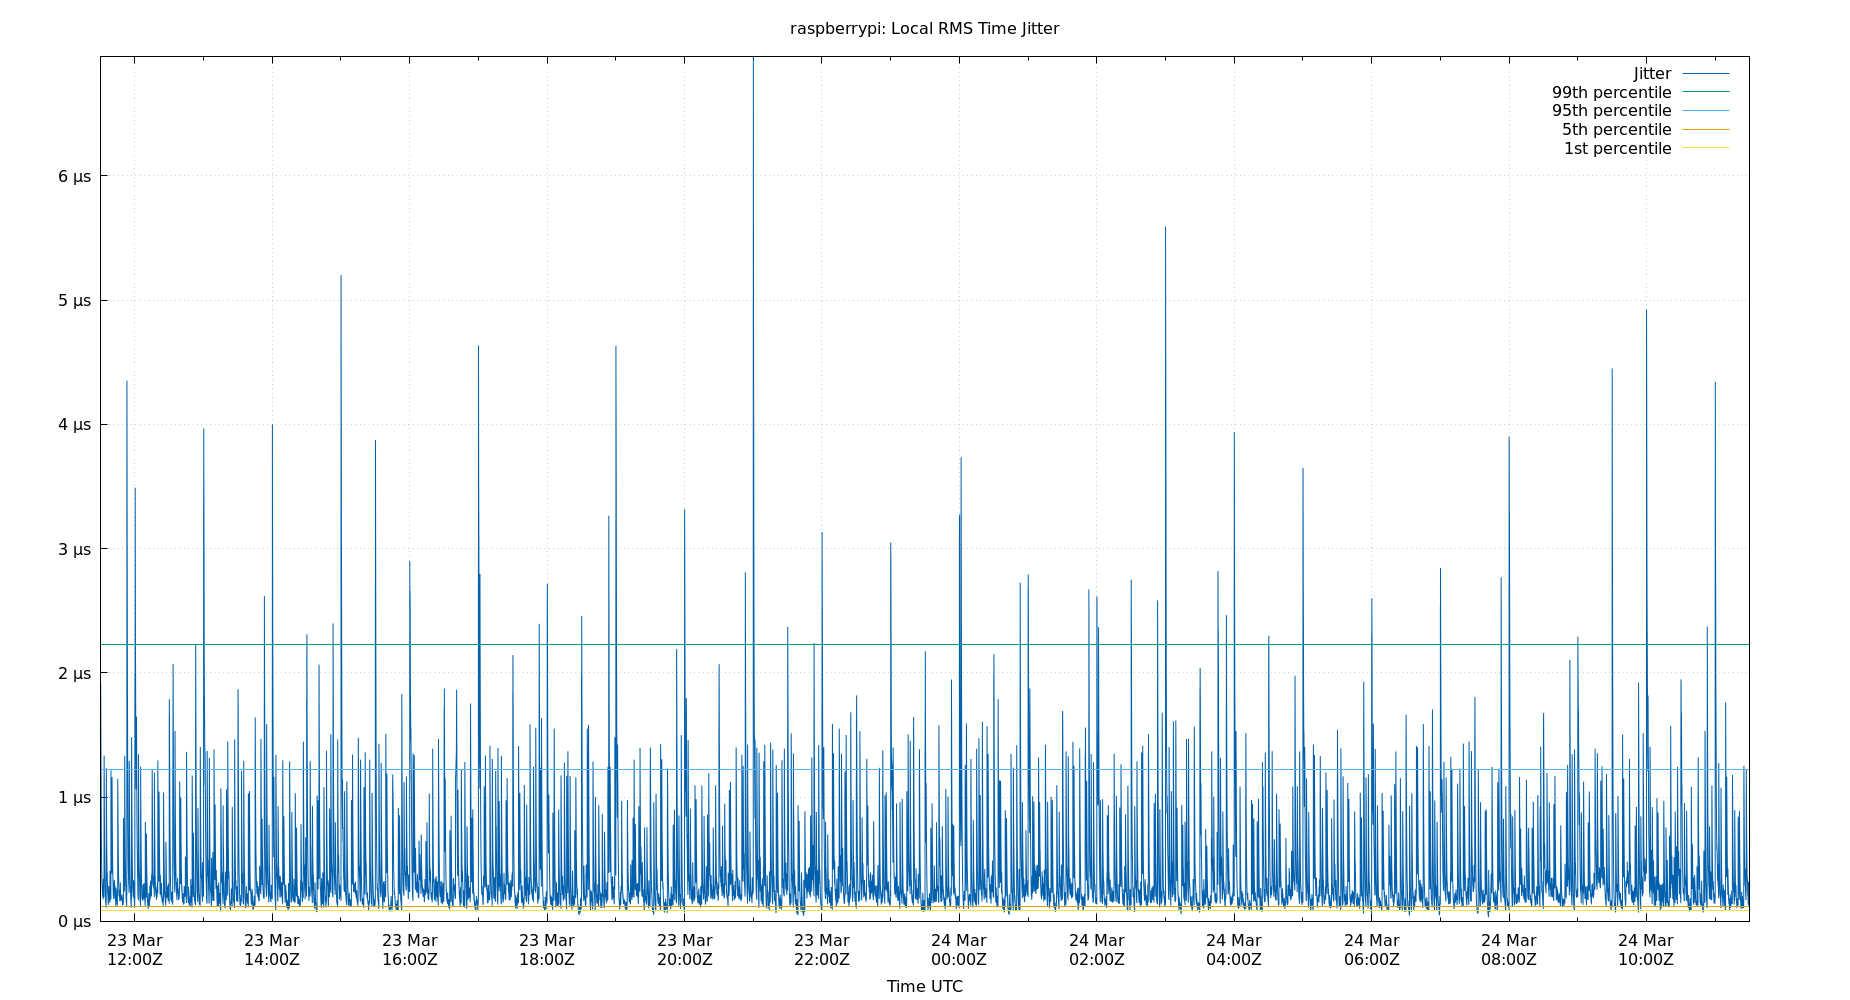 raspberrypi: Local RMS Time Jitter
Jitter
99th percentile
95th percentile
5th percentile
1st percentile
6 µs
5 µs
4 µs
3 µs
2 µs
1 µs
0 µs
23 Mar 23 Mar 23 Mar 23 Mar 23 Mar 23 Mar 24 Mar 24 Mar 24 Mar 24 Mar 24 Mar 24 Mar
12:00Z 14:00Z 16:00Z 18:00Z 20:00Z 22:00Z 00:00Z 02:00Z 04:00Z 06:00Z 08:00Z 10:00Z
Time UTC